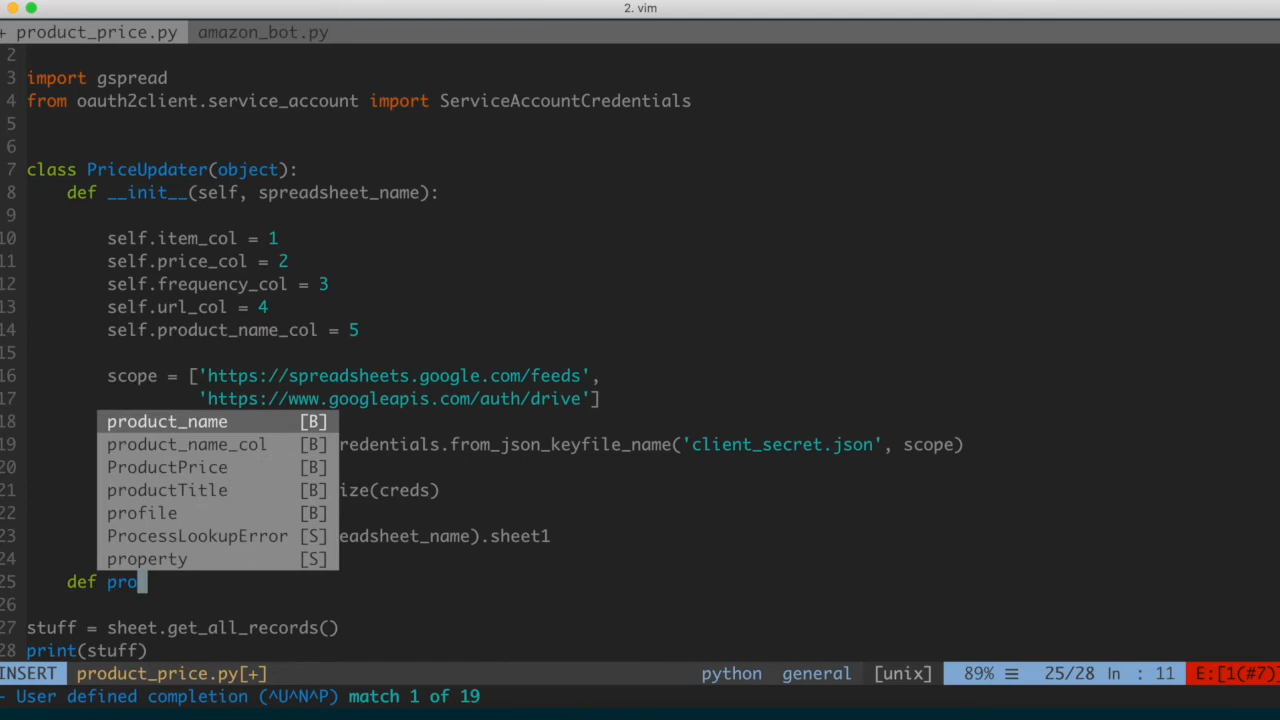 2. vim
+ product_price.py amazon_bot.py
2
3 import gspread
4 from oauth2client.service_account import ServiceAccountCredentials
5
6
7 class PriceUpdater(object):
8 def __init__(self, spreadsheet_name):
9
10 self.item_col = 1
11 self.price_col = 2
12 self.frequency_col = 3
13 self.url_col = 4
14 self.product_name_col = 5
15
16 scope = ['https://spreadsheets.google.com/feeds',
17 'https://www.googleapis.com/auth/drive']
18 product_name [B]
19 product_name_col [B] redentials.from_json_keyfile_name('client_secret.json', scope)
20 ProductPrice [B]
21 productTitle [B] ize(creds)
22 profile [B]
23 ProcessLookupError [S] eadsheet_name).sheet1
24 property [S]
25 def pro
26
27 stuff = sheet.get_all_records()
28 print(stuff)
INSERT product_price.py[+] python general [unix] 89% ☰ 25/28 ln : 11 E:[1(#7)]
- User defined completion (^U^N^P) match 1 of 19